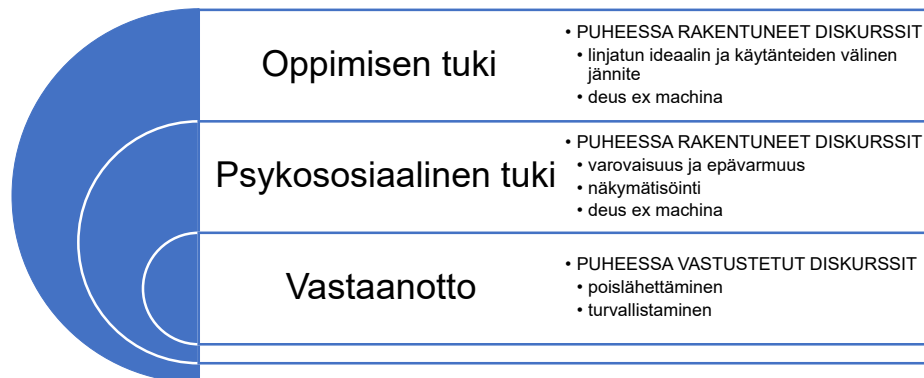 Oppimisen tuki
• PUHEESSA RAKENTUNEET DISKURSSIT
• linjatun ideaalin ja käytänteiden välinen
jännite
• deus ex machina
Psykososiaalinen tuki
• PUHEESSA RAKENTUNEET DISKURSSIT
• varovaisuus ja epävarmuus
• näkymätisöinti
• deus ex machina
Vastaanotto
• PUHEESSA VASTUSTETUT DISKURSSIT
• poislähettäminen
• turvallistaminen